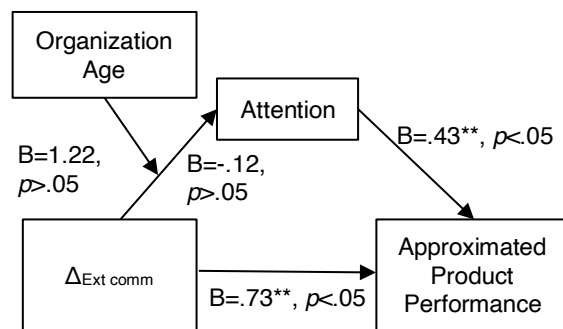 Organization
Age
Attention
B=1.22,
p>.05
B=-.12,
p>.05
B=.43**, p<.05
ΔExt comm
B=.73**, p<.05
Approximated
Product
Performance